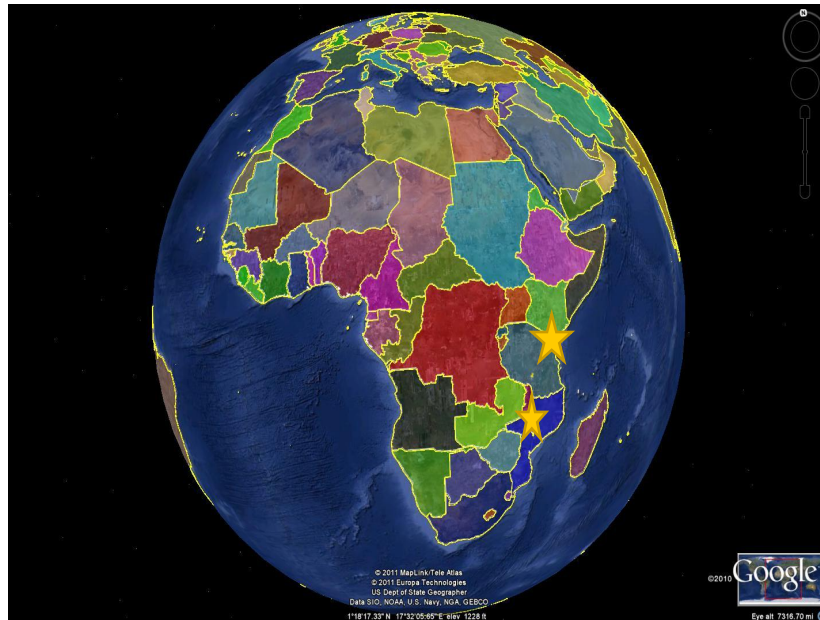 N
© 2011 MapLink/Tele Atlas
© 2011 Europa Technologies
US Dept of State Geographer
Data SIO, NOAA, U.S. Navy, NGA, GEBCO
©2010 Google
1°18'17.33" N 17°32'05.65" E elev 1228 ft
Eye alt 7316.70 mi